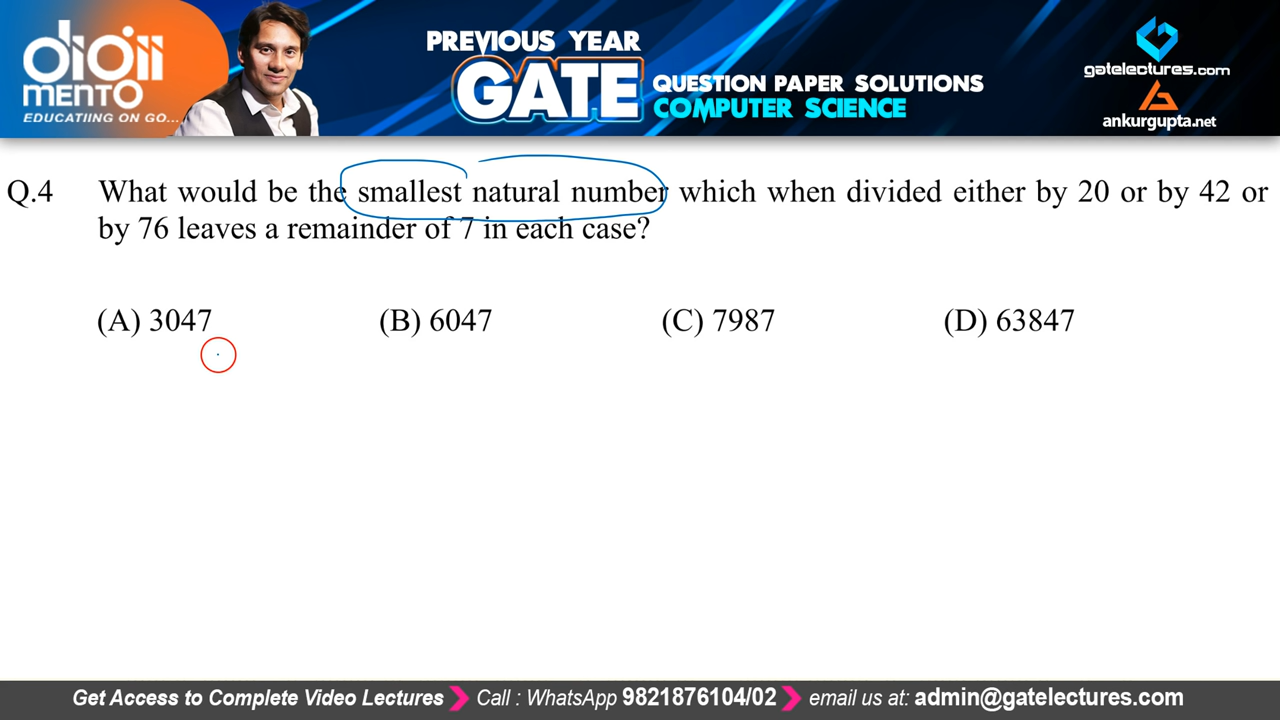 digii
MENTO
EDUCATIING ON GO...
PREVIOUS YEAR
GATE
QUESTION PAPER SOLUTIONS
COMPUTER SCIENCE
gatelectures.com
ankurgupta.net
Q.4 What would be the smallest natural number which when divided either by 20 or by 42 or
by 76 leaves a remainder of 7 in each case?
(A) 3047 (B) 6047 (C) 7987 (D) 63847
Get Access to Complete Video Lectures Call : WhatsApp 9821876104/02 email us at: admin@gatelectures.com